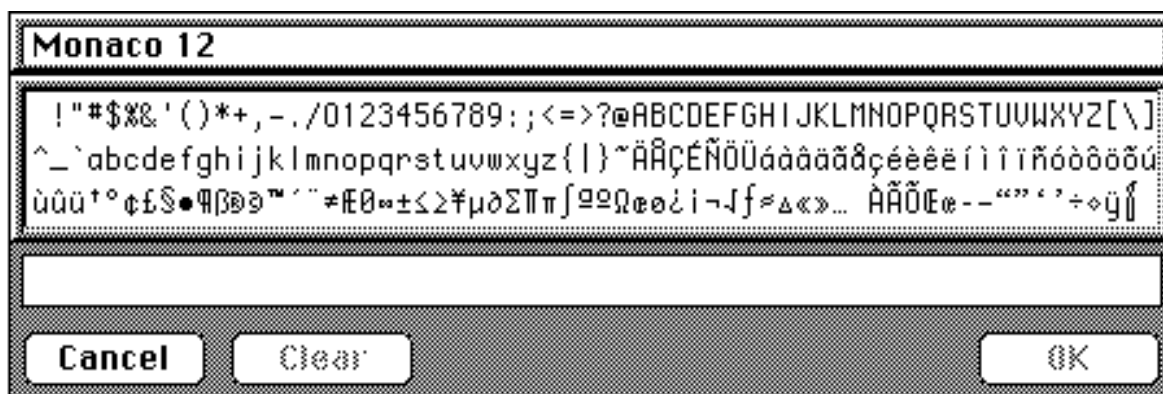 Monaco 12
 !"#$%&'()*+,-./0123456789:;<=>?@ABCDEFGHIJKLMNOPQRSTUVWXYZ[\]
^_`abcdefghijklmnopqrstuvwxyz{|}~ÄÅÇÉÑÖÜáàâäãåçéèêëíìîïñóòôöõú
ùûü†°¢£§•¶ß®©™´¨≠ÆØ∞±≤≥¥µ∂∑∏π∫ªºΩæø¿¡¬√ƒ≈∆«»… ÀÃÕŒœ–—“”‘’÷◊ÿ
Cancel
Clear
OK